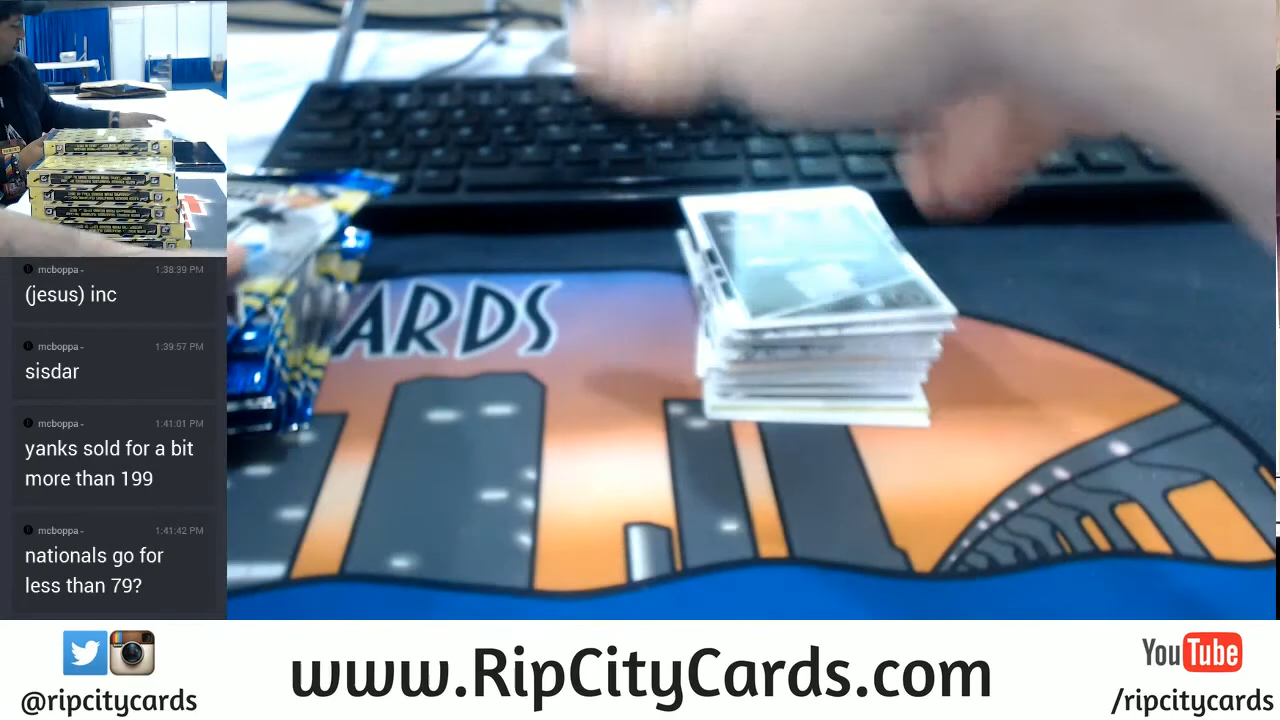 mcboppa - 1:38:39 PM
(jesus) inc
mcboppa - 1:39:57 PM
sisdar
mcboppa - 1:41:01 PM
yanks sold for a bit
more than 199
mcboppa - 1:41:42 PM
nationals go for
less than 79?
ARDS
@ripcitycards
www.RipCityCards.com
YouTube
/ripcitycards